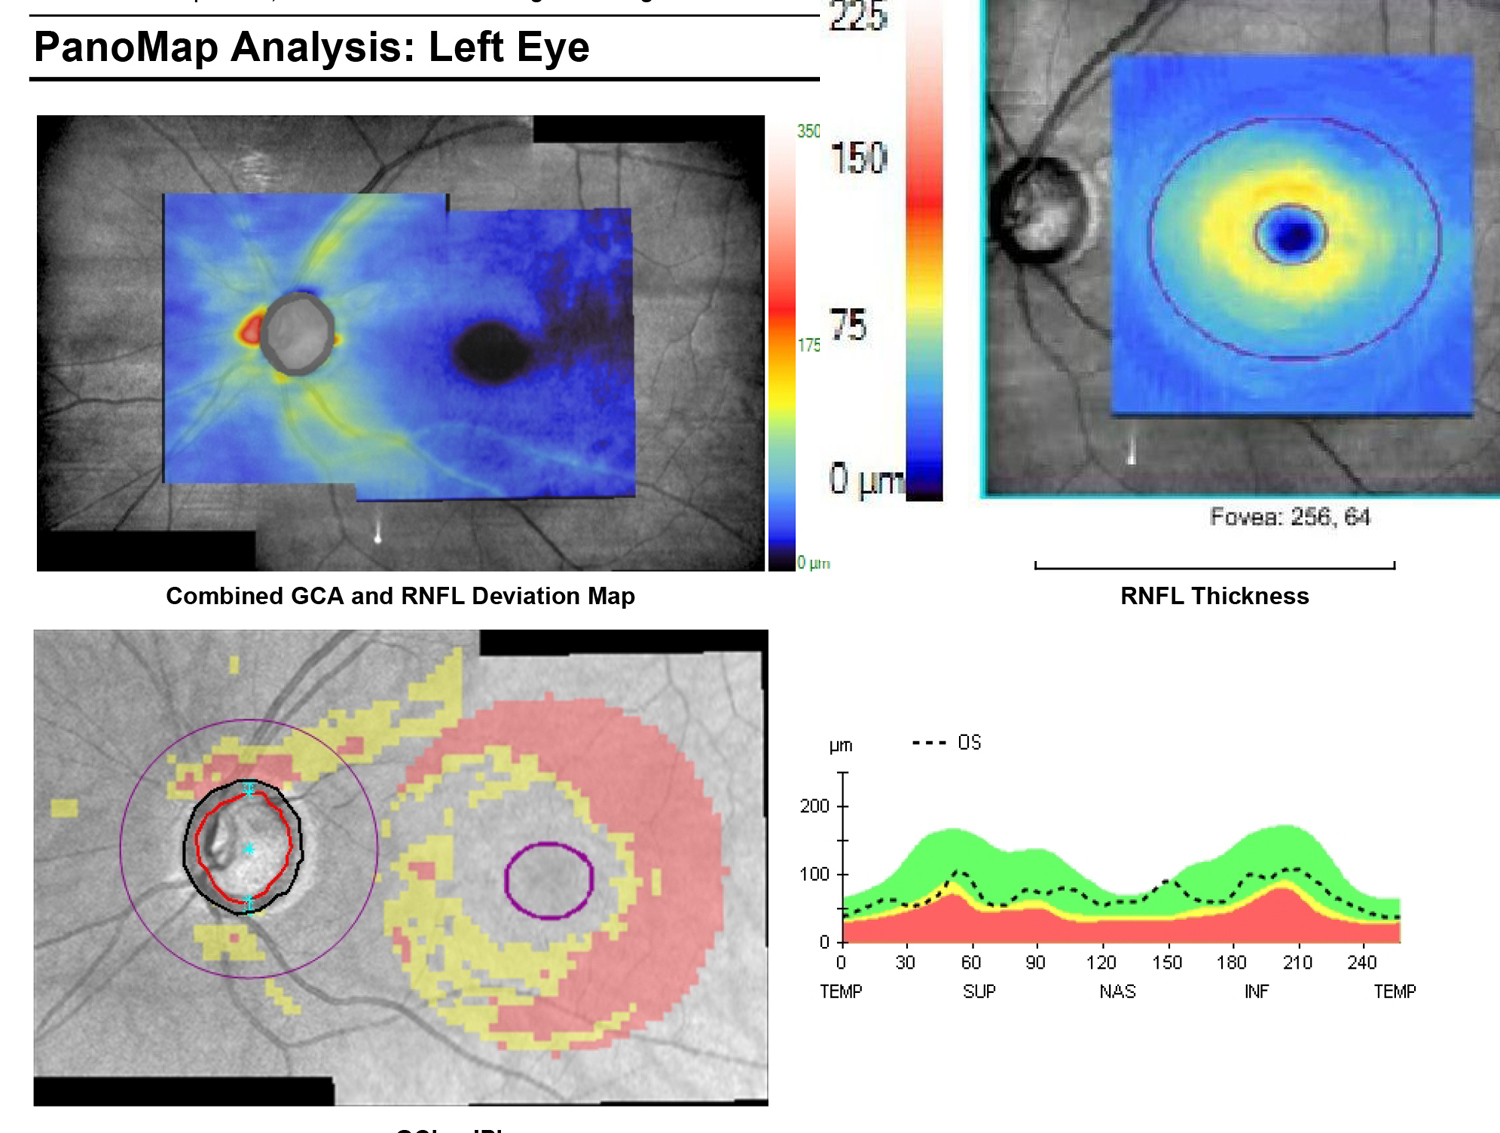 PanoMap Analysis: Left Eye
350
175
0 µm
225
150
75
0 µm
Fovea: 256, 64
Combined GCA and RNFL Deviation Map
RNFL Thickness
µm
OS
200
100
0
0 30 60 90 120 150 180 210 240
TEMP SUP NAS INF TEMP